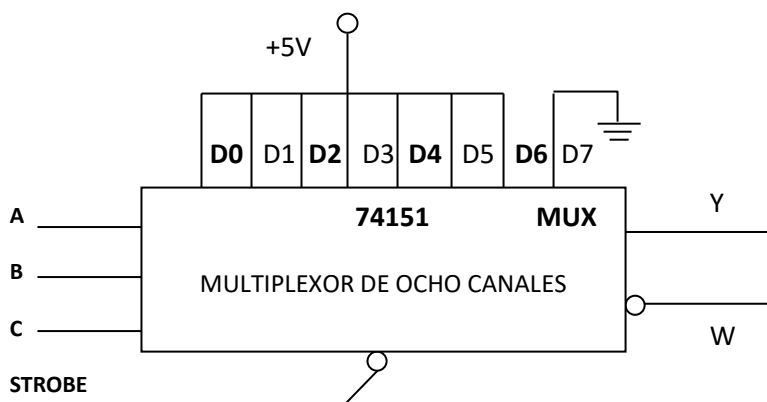 +5V
D0 D1 D2 D3 D4 D5 D6 D7
74151 MUX
A
Y
B
MULTIPLEXOR DE OCHO CANALES
C
W
STROBE